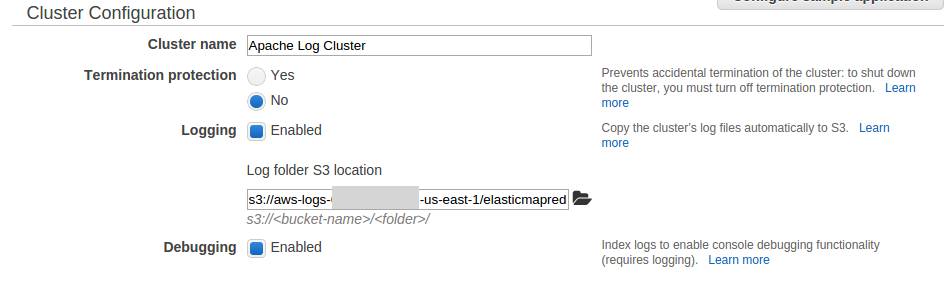 Configure sample application
Cluster Configuration
Cluster name Apache Log Cluster
Termination protection Yes
No
Prevents accidental termination of the cluster: to shut down
the cluster, you must turn off termination protection. Learn
more
Logging Enabled
Copy the cluster's log files automatically to S3. Learn
more
Log folder S3 location
s3://aws-logs- -us-east-1/elasticmapred
s3://<bucket-name>/<folder>/
Debugging Enabled
Index logs to enable console debugging functionality
(requires logging). Learn more